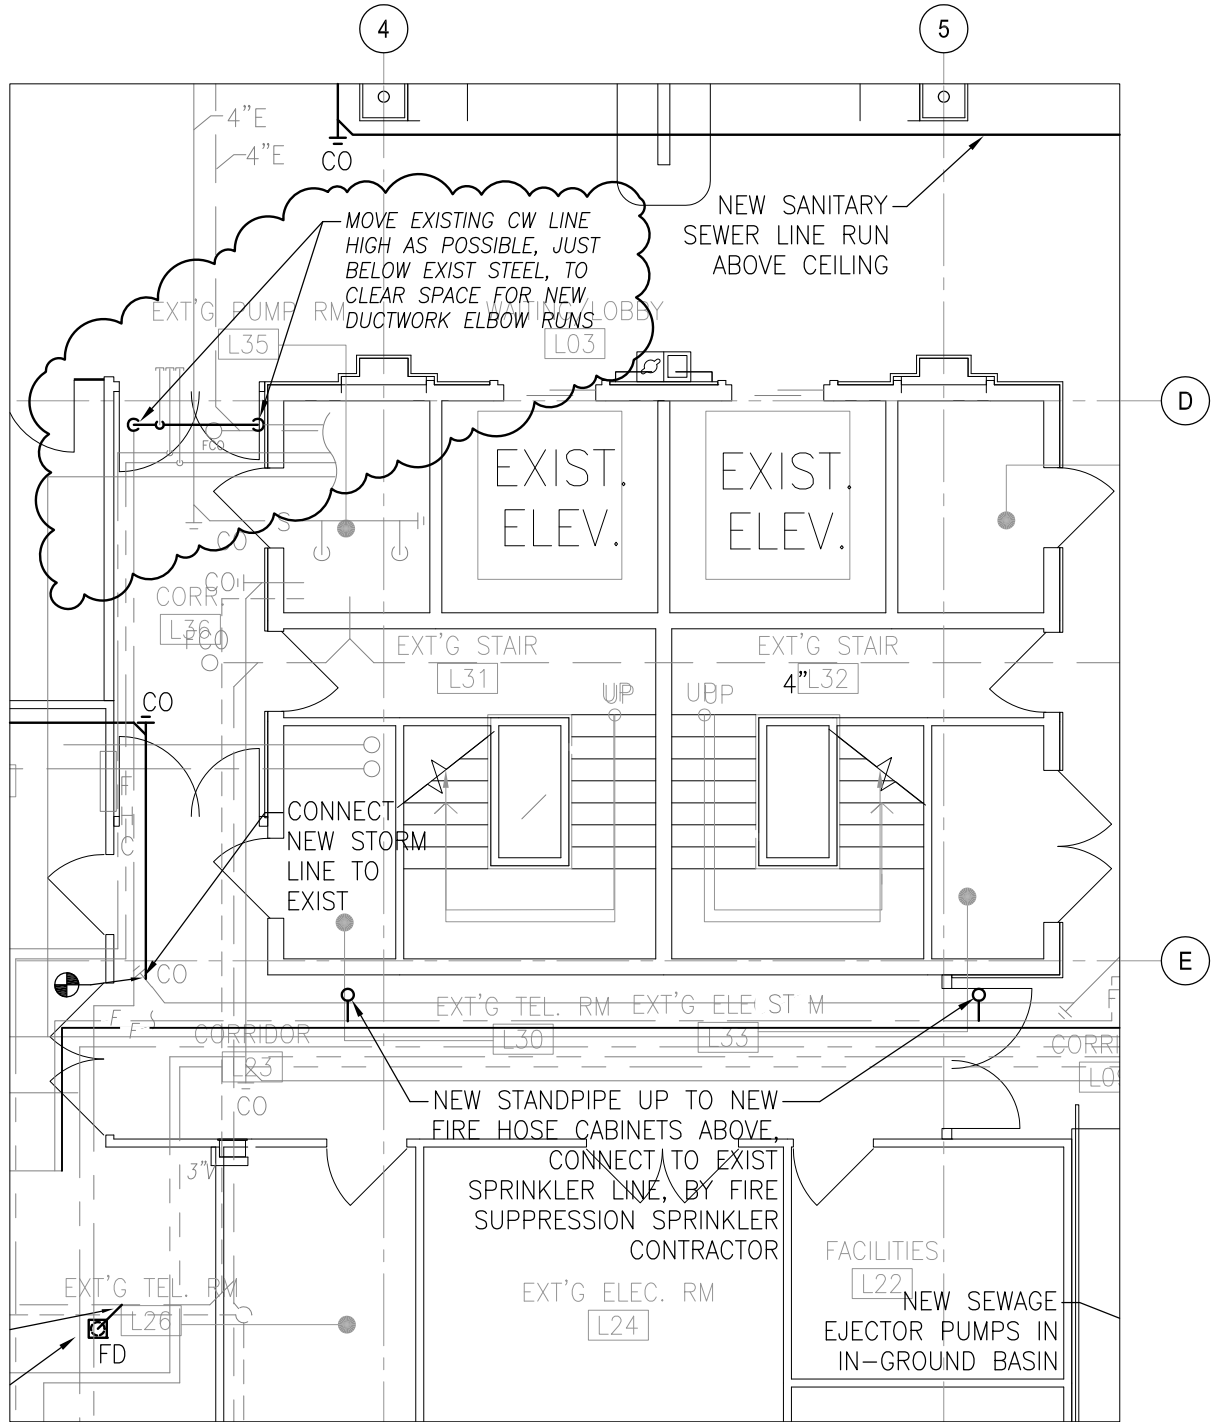 4
5
4"E
4"E
CO
NEW SANITARY
SEWER LINE RUN
ABOVE CEILING
MOVE EXISTING CW LINE
HIGH AS POSSIBLE, JUST
BELOW EXIST STEEL, TO
CLEAR SPACE FOR NEW
DUCTWORK ELBOW RUNS
EXT'G PUMP RM
L35
WAITING/LOBBY
L03
D
FCO
EXIST.
ELEV.
EXIST.
ELEV.
S
CO
CO
CORR.
L36
FCO
EXT'G STAIR
L31
EXT'G STAIR
L32
4"
CO
UP
UP
UP
UP
F
H
C
CONNECT
NEW STORM
LINE TO
EXIST
E
CO
F
F
S
EXT'G TEL. RM
L30
EXT'G ELE ST M
L33
CORRIDOR
L23
F
CORRI
L0
CO
NEW STANDPIPE UP TO NEW
FIRE HOSE CABINETS ABOVE,
CONNECT TO EXIST
SPRINKLER LINE, BY FIRE
SUPPRESSION SPRINKLER
CONTRACTOR
3"V
FACILITIES
L22
EXT'G TEL. RM
L26
EXT'G ELEC. RM
L24
NEW SEWAGE
EJECTOR PUMPS IN
IN-GROUND BASIN
FD